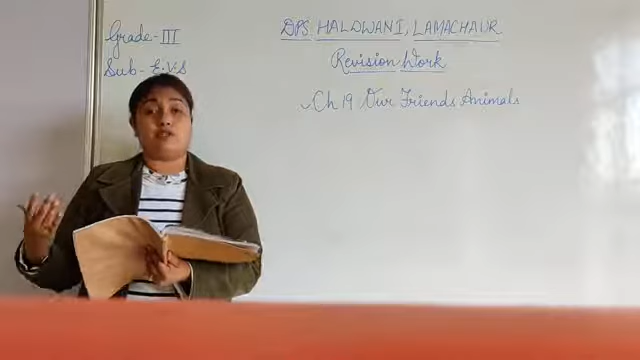 Grade-III
Sub- E.V.S
DPS HALDWANI, LAMACHAUR
Revision Work
Ch 19 Our Friends Animals